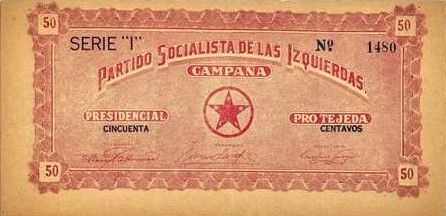 50 50
SERIE "I" Nº 1480
PARTIDO SOCIALISTA DE LAS IZQUIERDAS.
CAMPAÑA
PRESIDENCIAL PRO TEJEDA
CINCUENTA CENTAVOS
50 50